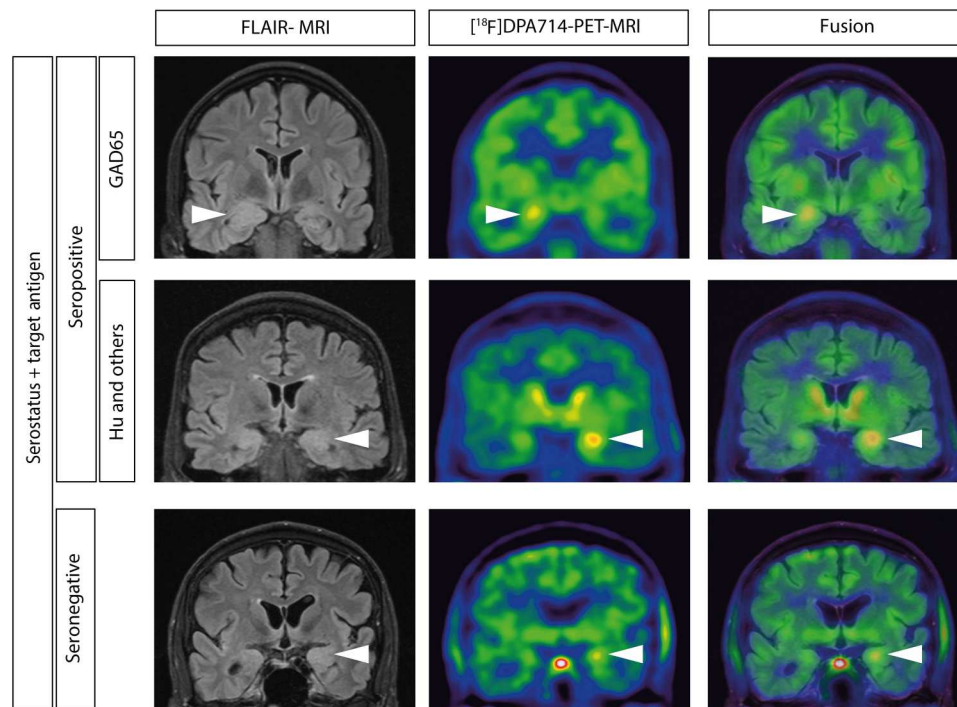 FLAIR- MRI
[¹⁸F]DPA714-PET-MRI
Fusion
Serostatus + target antigen
Seropositive
GAD65
Hu and others
Seronegative